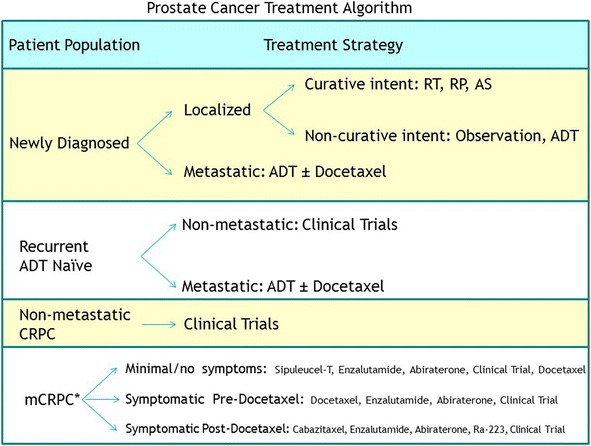 Prostate Cancer Treatment Algorithm
Patient Population
Treatment Strategy
Newly Diagnosed
Localized
Curative intent: RT, RP, AS
Non-curative intent: Observation, ADT
Metastatic: ADT ± Docetaxel
Recurrent
ADT Naïve
Non-metastatic: Clinical Trials
Metastatic: ADT ± Docetaxel
Non-metastatic
CRPC
Clinical Trials
mCRPC*
Minimal/no symptoms: Sipuleucel-T, Enzalutamide, Abiraterone, Clinical Trial, Docetaxel
Symptomatic Pre-Docetaxel: Docetaxel, Enzalutamide, Abiraterone, Clinical Trial
Symptomatic Post-Docetaxel: Cabazitaxel, Enzalutamide, Abiraterone, Ra-223, Clinical Trial